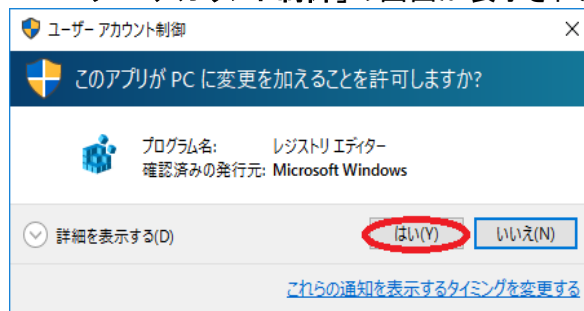 ユーザー アカウント制御
このアプリが PC に変更を加えることを許可しますか?
プログラム名: レジストリ エディター
確認済みの発行元: Microsoft Windows
詳細を表示する(D) はい(Y) いいえ(N)
これらの通知を表示するタイミングを変更する